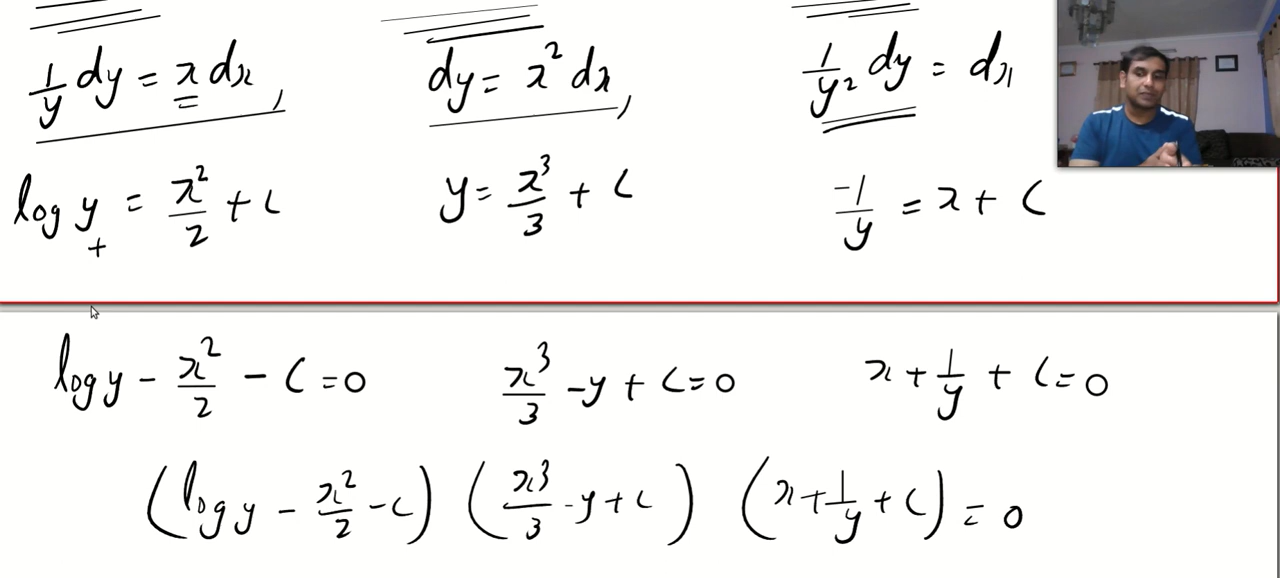 1/y dy = x dx, dy = x² dx, 1/y² dy = dx
log y = x²/2 + C y = x³/3 + C -1/y = x + C
+
log y - x²/2 - C = 0 x³/3 - y + C = 0 x + 1/y + C = 0
(log y - x²/2 - C) (x³/3 - y + C) (x + 1/y + C) = 0